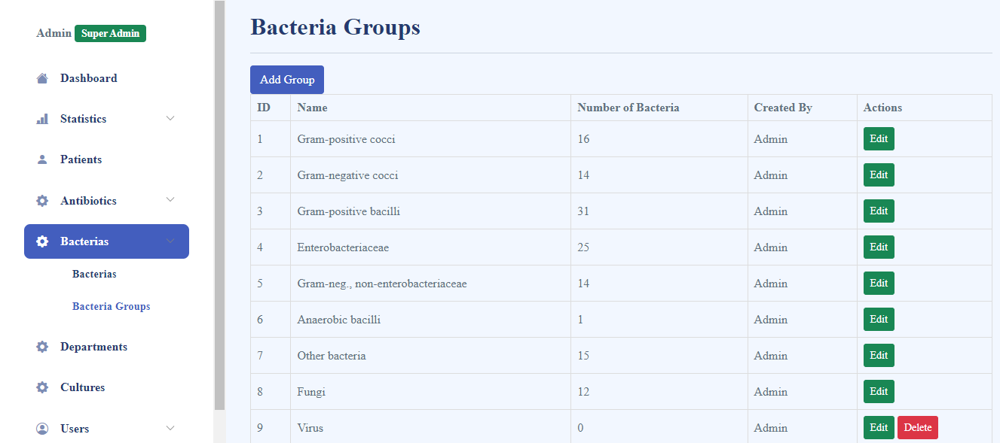 Admin Super Admin
Dashboard
Statistics
Patients
Antibiotics
Bacterias
Bacterias
Bacteria Groups
Departments
Cultures
Users
Bacteria Groups
Add Group
ID Name Number of Bacteria Created By Actions
1 Gram-positive cocci 16 Admin Edit
2 Gram-negative cocci 14 Admin Edit
3 Gram-positive bacilli 31 Admin Edit
4 Enterobacteriaceae 25 Admin Edit
5 Gram-neg., non-enterobacteriaceae 14 Admin Edit
6 Anaerobic bacilli 1 Admin Edit
7 Other bacteria 15 Admin Edit
8 Fungi 12 Admin Edit
9 Virus 0 Admin Edit Delete